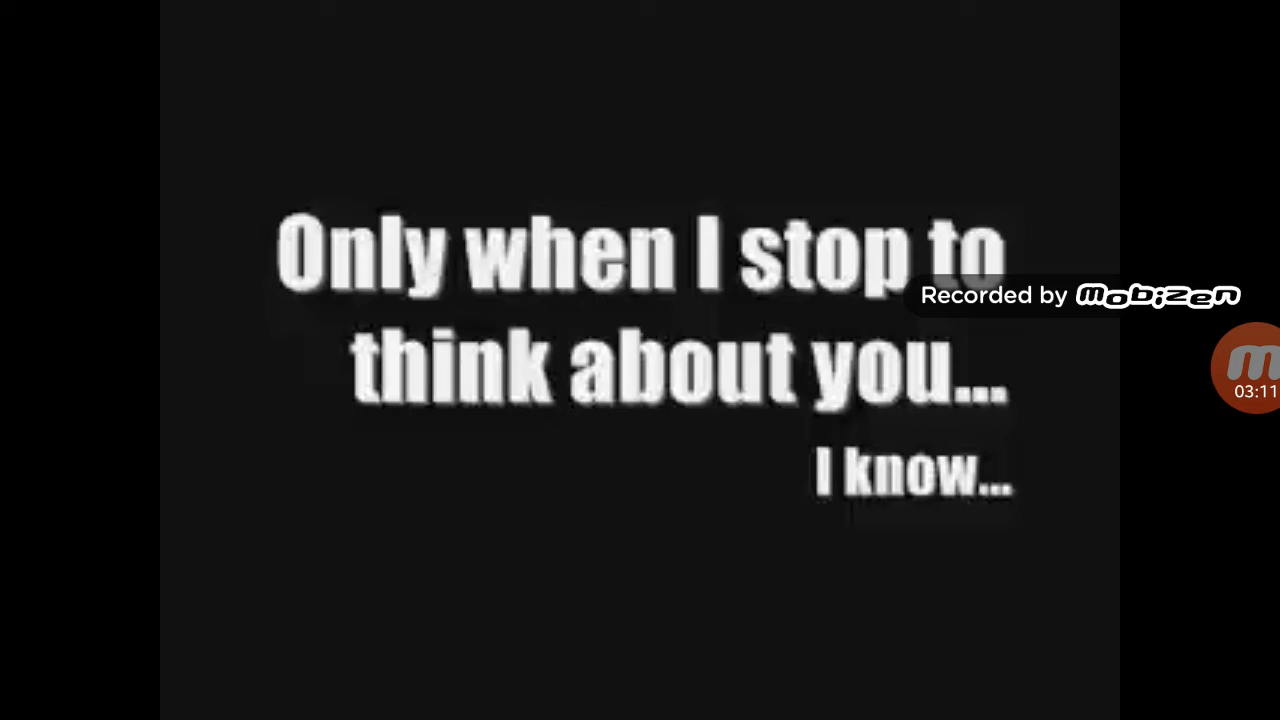 Only when I stop to
think about you...
I know...
Recorded by mobizen
03:11